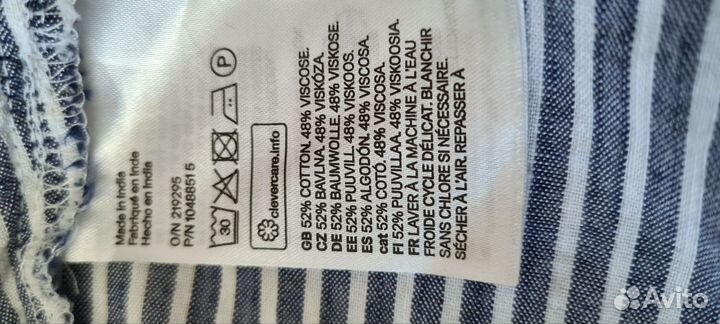 Made in India
Fabriqué en Inde
Hecho en India
O/N 219295
P/N 10488515
30
P
clevercare.info
GB 52% COTTON. 48% VISCOSE.
CZ 52% BAVLNA. 48% VISKÓZA.
DE 52% BAUMWOLLE. 48% VISKOSE.
EE 52% PUUVILL. 48% VISKOOS.
ES 52% ALGODÓN. 48% VISCOSA.
cat 52% COTÓ. 48% VISCOSA.
FI 52% PUUVILLAA. 48% VISKOOSIA.
FR LAVER À LA MACHINE À L'EAU
FROIDE CYCLE DÉLICAT. BLANCHIR
SANS CHLORE SI NÉCESSAIRE.
SÉCHER À L'AIR. REPASSER À
Avito